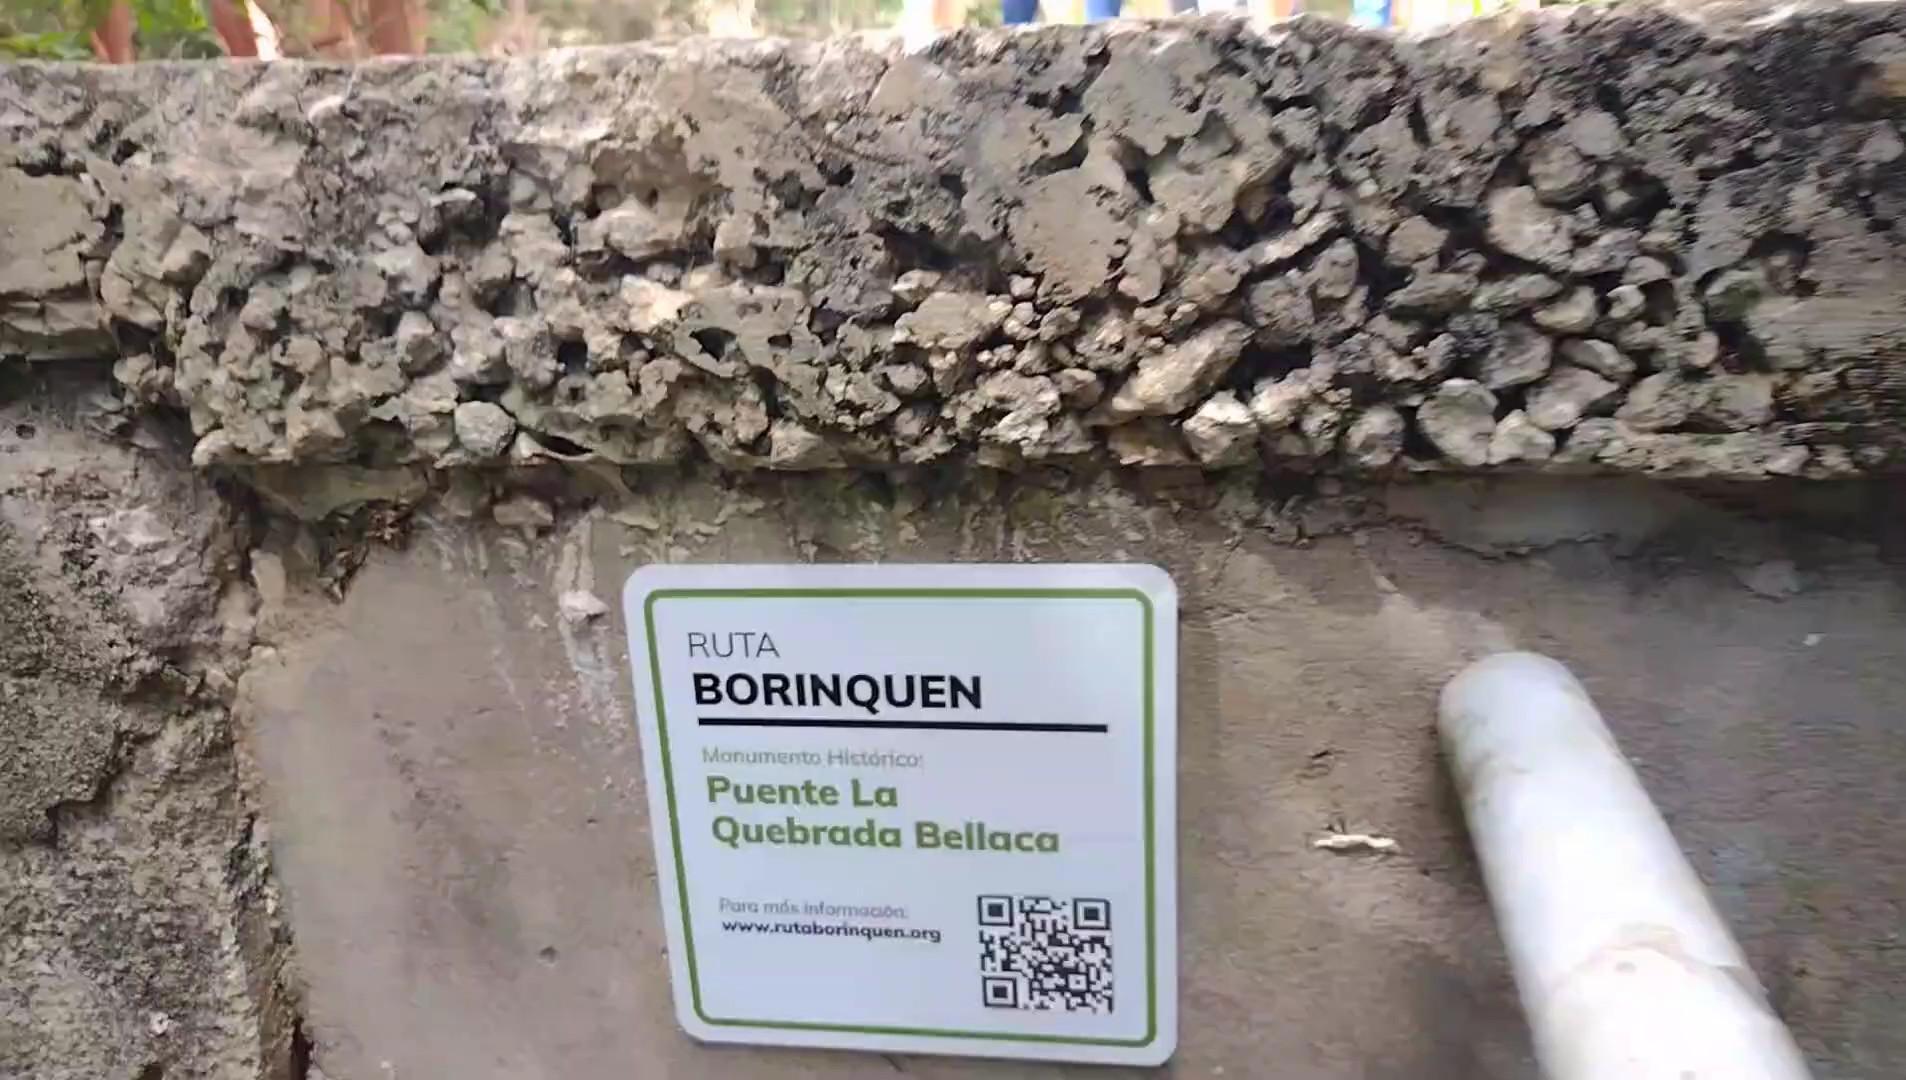 RUTA
BORINQUEN
Monumento Histórico:
Puente La
Quebrada Bellaca
Para más información:
www.rutaborinquen.org